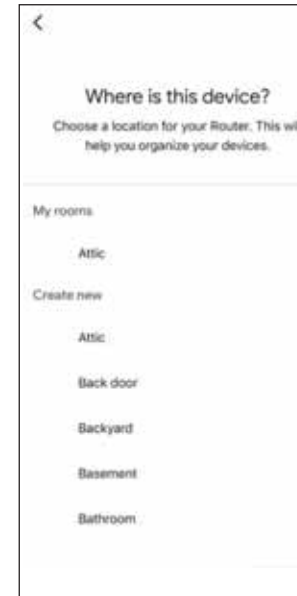 Where is this device?
Choose a location for your Router. This wi
help you organize your devices.
My rooms
Attic
Create new
Attic
Back door
Backyard
Basement
Bathroom